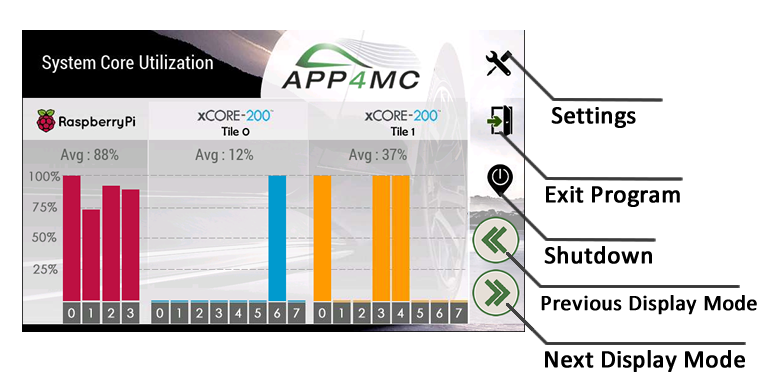 System Core Utilization
APP4MC
RaspberryPi
xCORE-200™
Tile 0
xCORE-200™
Tile 1
Avg : 88%
Avg : 12%
Avg : 37%
100%
75%
50%
25%
0 1 2 3
0 1 2 3 4 5 6 7
0 1 2 3 4 5 6 7
Settings
Exit Program
Shutdown
Previous Display Mode
Next Display Mode